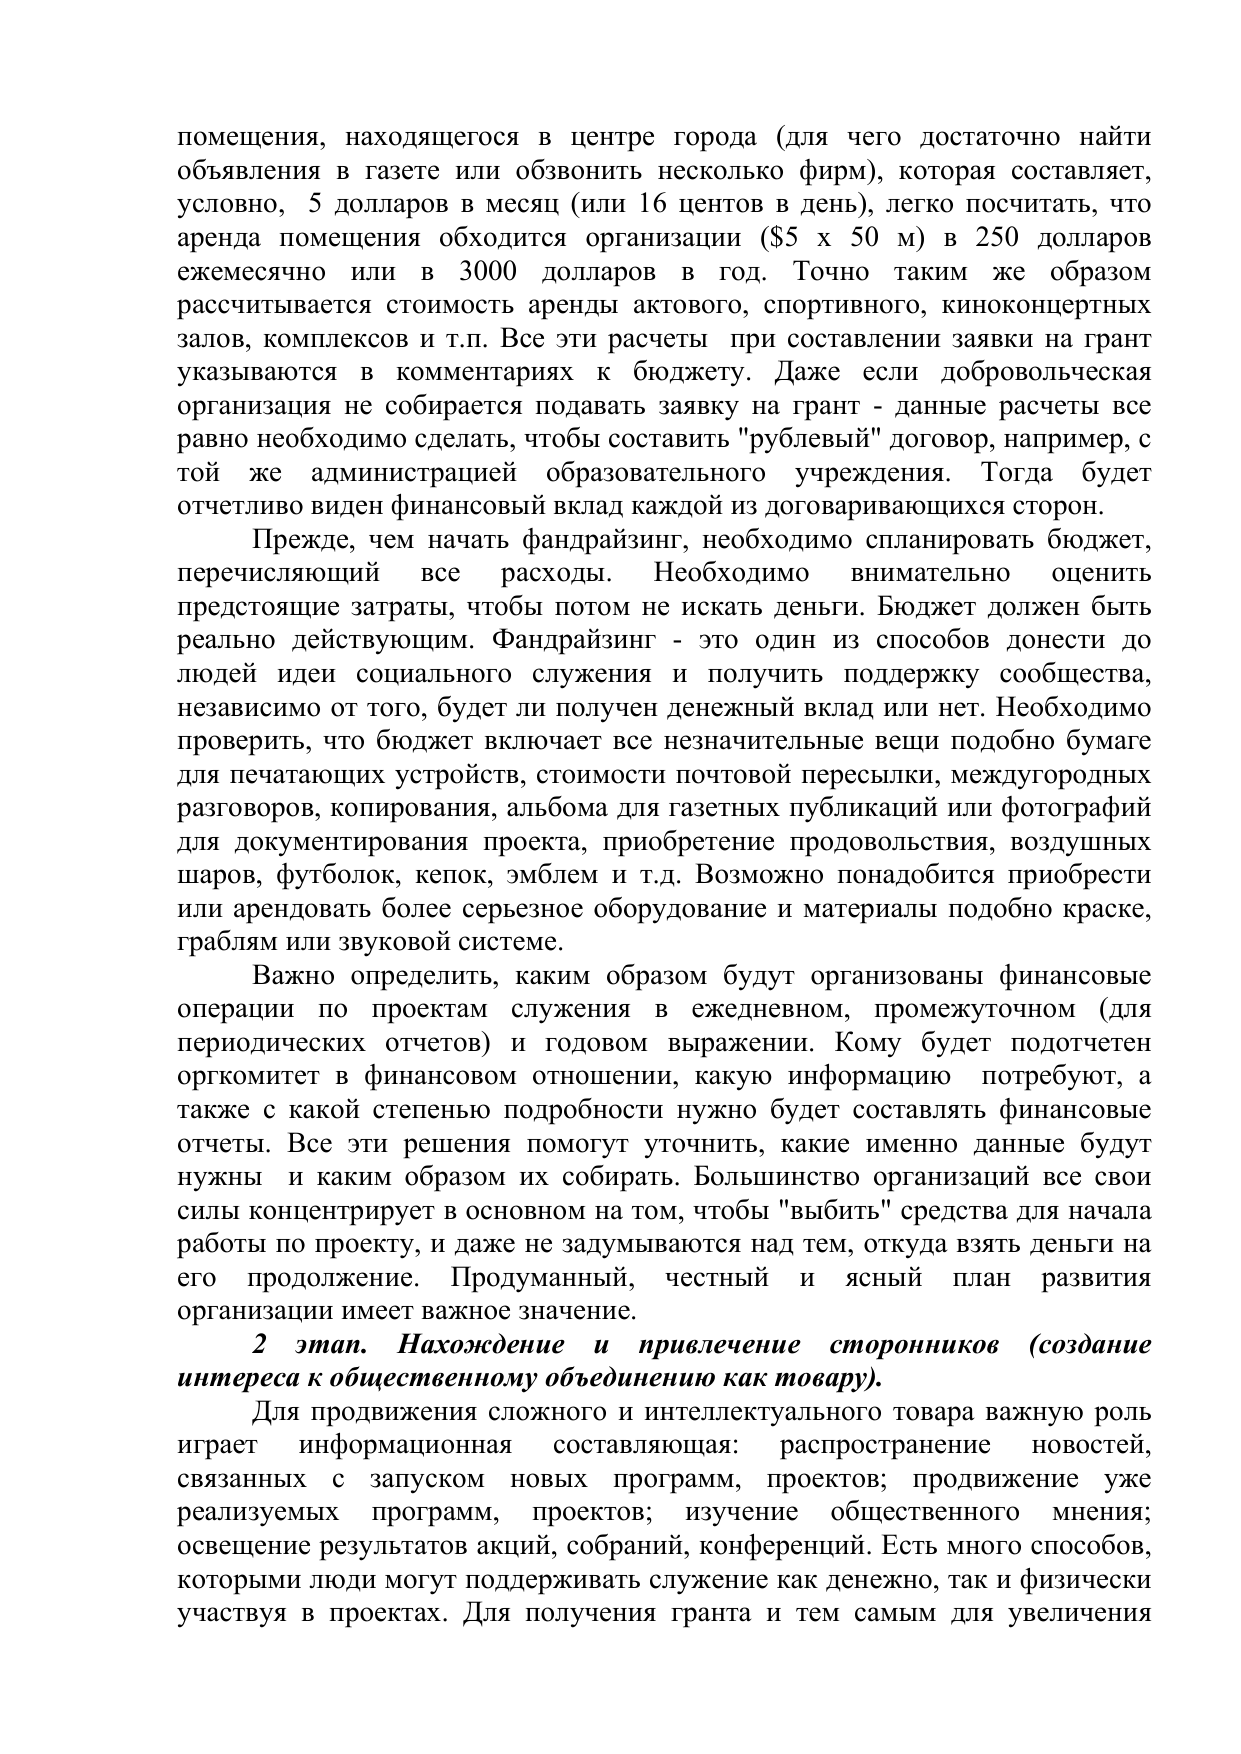 помещения, находящегося в центре города (для чего достаточно найти
объявления в газете или обзвонить несколько фирм), которая составляет,
условно, 5 долларов в месяц (или 16 центов в день), легко посчитать, что
аренда помещения обходится организации ($5 x 50 м) в 250 долларов
ежемесячно или в 3000 долларов в год. Точно таким же образом
рассчитывается стоимость аренды актового, спортивного, киноконцертных
залов, комплексов и т.п. Все эти расчеты при составлении заявки на грант
указываются в комментариях к бюджету. Даже если добровольческая
организация не собирается подавать заявку на грант - данные расчеты все
равно необходимо сделать, чтобы составить "рублевый" договор, например, с
той же администрацией образовательного учреждения. Тогда будет
отчетливо виден финансовый вклад каждой из договаривающихся сторон.
Прежде, чем начать фандрайзинг, необходимо спланировать бюджет,
перечисляющий все расходы. Необходимо внимательно оценить
предстоящие затраты, чтобы потом не искать деньги. Бюджет должен быть
реально действующим. Фандрайзинг - это один из способов донести до
людей идеи социального служения и получить поддержку сообщества,
независимо от того, будет ли получен денежный вклад или нет. Необходимо
проверить, что бюджет включает все незначительные вещи подобно бумаге
для печатающих устройств, стоимости почтовой пересылки, междугородных
разговоров, копирования, альбома для газетных публикаций или фотографий
для документирования проекта, приобретение продовольствия, воздушных
шаров, футболок, кепок, эмблем и т.д. Возможно понадобится приобрести
или арендовать более серьезное оборудование и материалы подобно краске,
граблям или звуковой системе.
Важно определить, каким образом будут организованы финансовые
операции по проектам служения в ежедневном, промежуточном (для
периодических отчетов) и годовом выражении. Кому будет подотчетен
оргкомитет в финансовом отношении, какую информацию потребуют, а
также с какой степенью подробности нужно будет составлять финансовые
отчеты. Все эти решения помогут уточнить, какие именно данные будут
нужны и каким образом их собирать. Большинство организаций все свои
силы концентрирует в основном на том, чтобы "выбить" средства для начала
работы по проекту, и даже не задумываются над тем, откуда взять деньги на
его продолжение. Продуманный, честный и ясный план развития
организации имеет важное значение.
2 этап. Нахождение и привлечение сторонников (создание
интереса к общественному объединению как товару).
Для продвижения сложного и интеллектуального товара важную роль
играет информационная составляющая: распространение новостей,
связанных с запуском новых программ, проектов; продвижение уже
реализуемых программ, проектов; изучение общественного мнения;
освещение результатов акций, собраний, конференций. Есть много способов,
которыми люди могут поддерживать служение как денежно, так и физически
участвуя в проектах. Для получения гранта и тем самым для увеличения